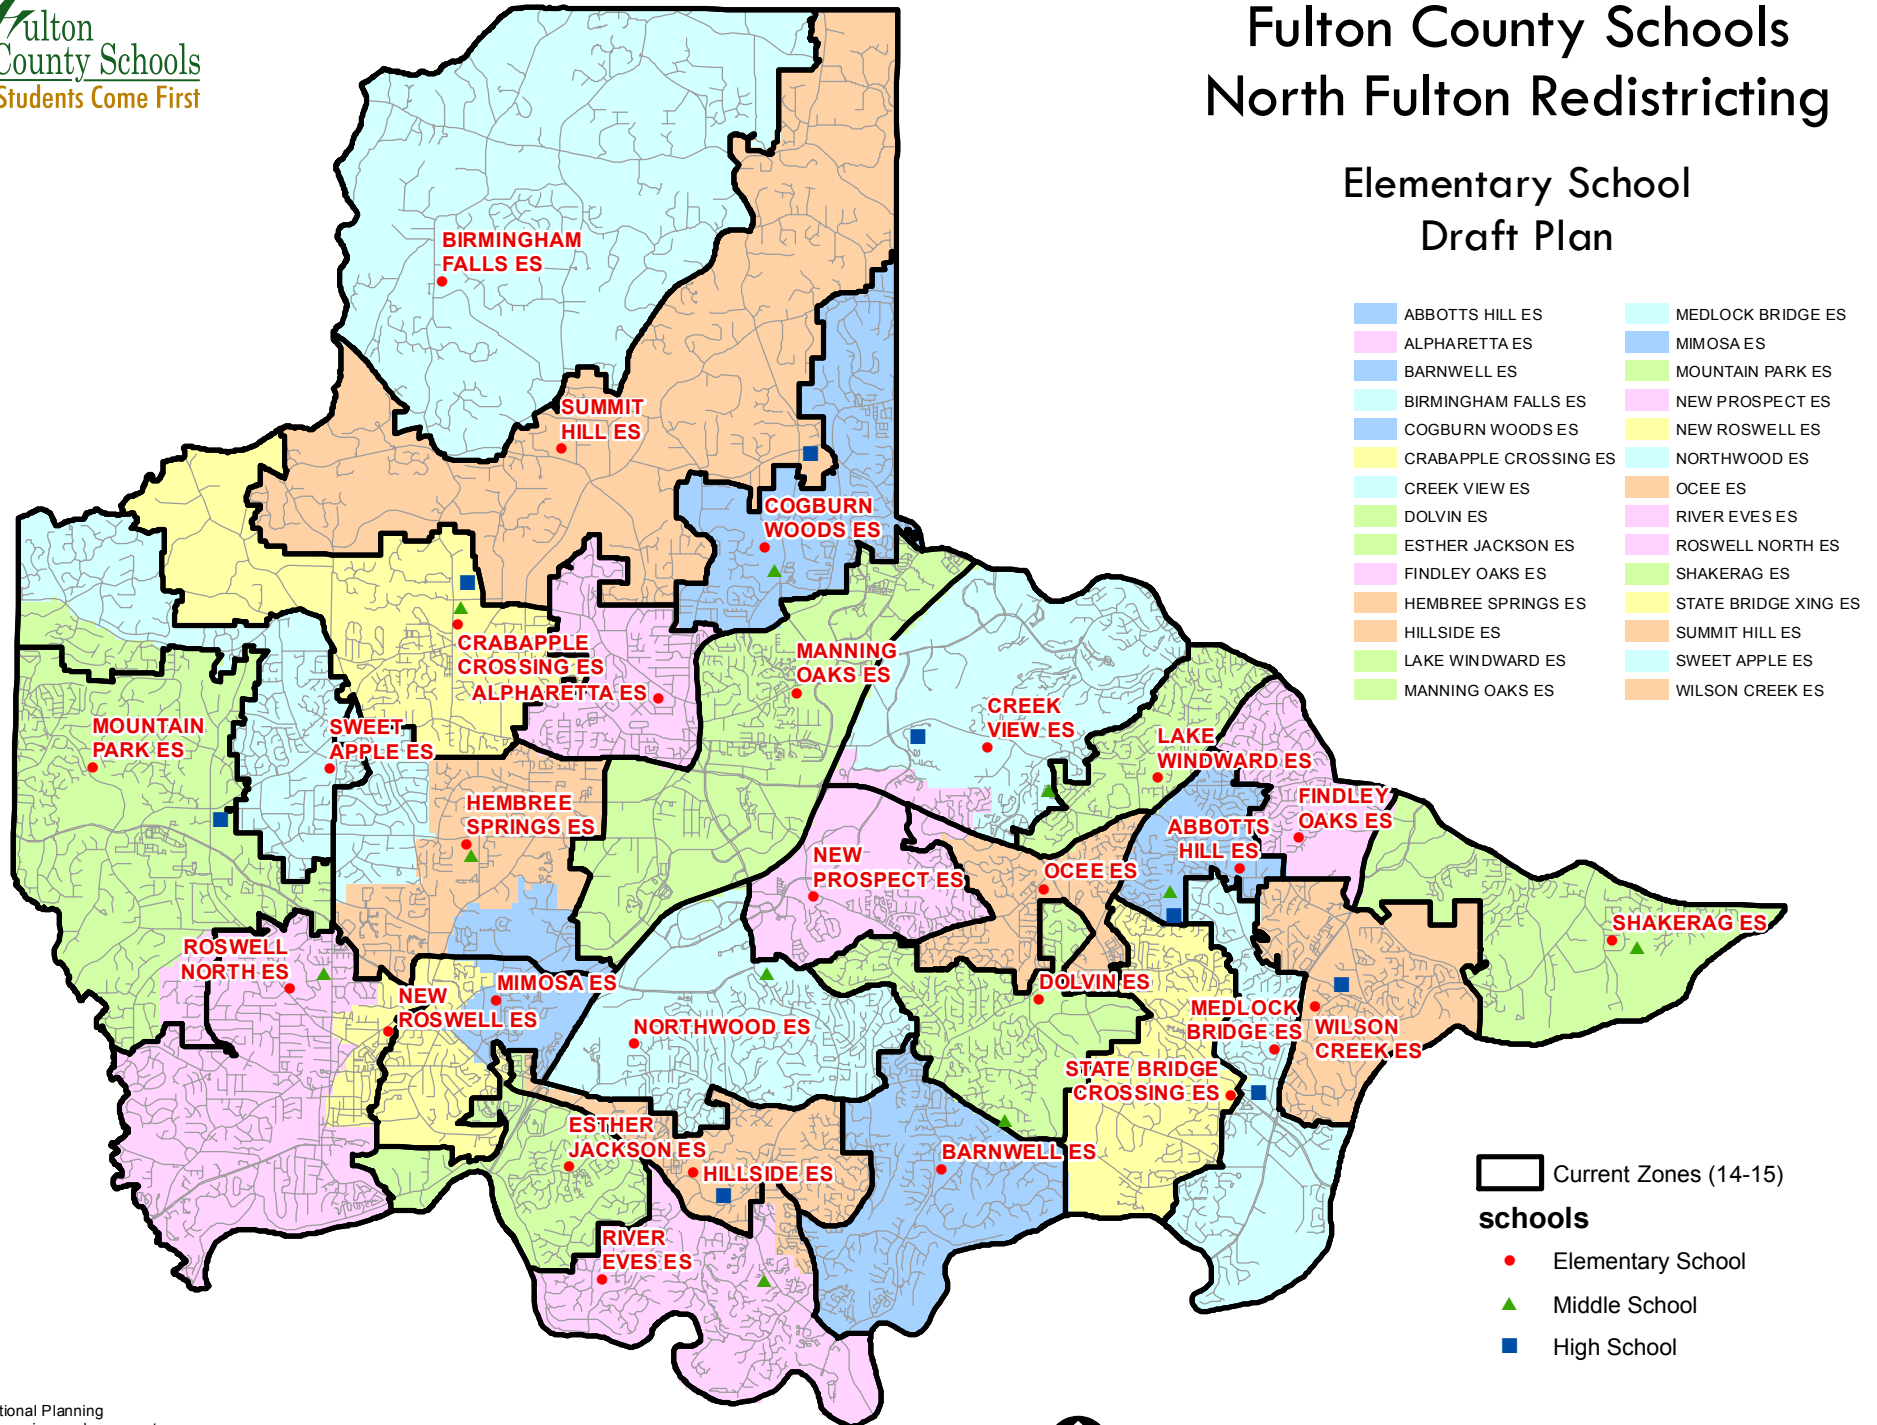 Fulton
County Schools
Students Come First
Fulton County Schools
North Fulton Redistricting
Elementary School
Draft Plan
ABBOTTS HILL ES
ALPHARETTA ES
BARNWELL ES
BIRMINGHAM FALLS ES
COGBURN WOODS ES
CRABAPPLE CROSSING ES
CREEK VIEW ES
DOLVIN ES
ESTHER JACKSON ES
FINDLEY OAKS ES
HEMBREE SPRINGS ES
HILLSIDE ES
LAKE WINDWARD ES
MANNING OAKS ES
MEDLOCK BRIDGE ES
MIMOSA ES
MOUNTAIN PARK ES
NEW PROSPECT ES
NEW ROSWELL ES
NORTHWOOD ES
OCEE ES
RIVER EVES ES
ROSWELL NORTH ES
SHAKERAG ES
STATE BRIDGE XING ES
SUMMIT HILL ES
SWEET APPLE ES
WILSON CREEK ES
BIRMINGHAM
FALLS ES
SUMMIT
HILL ES
COGBURN
WOODS ES
CRABAPPLE
CROSSING ES
ALPHARETTA ES
MANNING
OAKS ES
CREEK
VIEW ES
MOUNTAIN
PARK ES
SWEET
APPLE ES
LAKE
WINDWARD ES
HEMBREE
SPRINGS ES
FINDLEY
OAKS ES
ABBOTTS
HILL ES
NEW
PROSPECT ES
OCEE ES
SHAKERAG ES
ROSWELL
NORTH ES
MIMOSA ES
NEW
ROSWELL ES
DOLVIN ES
NORTHWOOD ES
MEDLOCK
BRIDGE ES
WILSON
CREEK ES
STATE BRIDGE
CROSSING ES
ESTHER
JACKSON ES
HILLSIDE ES
BARNWELL ES
RIVER
EVES ES
Current Zones (14-15)
schools
Elementary School
Middle School
High School
tional Planning